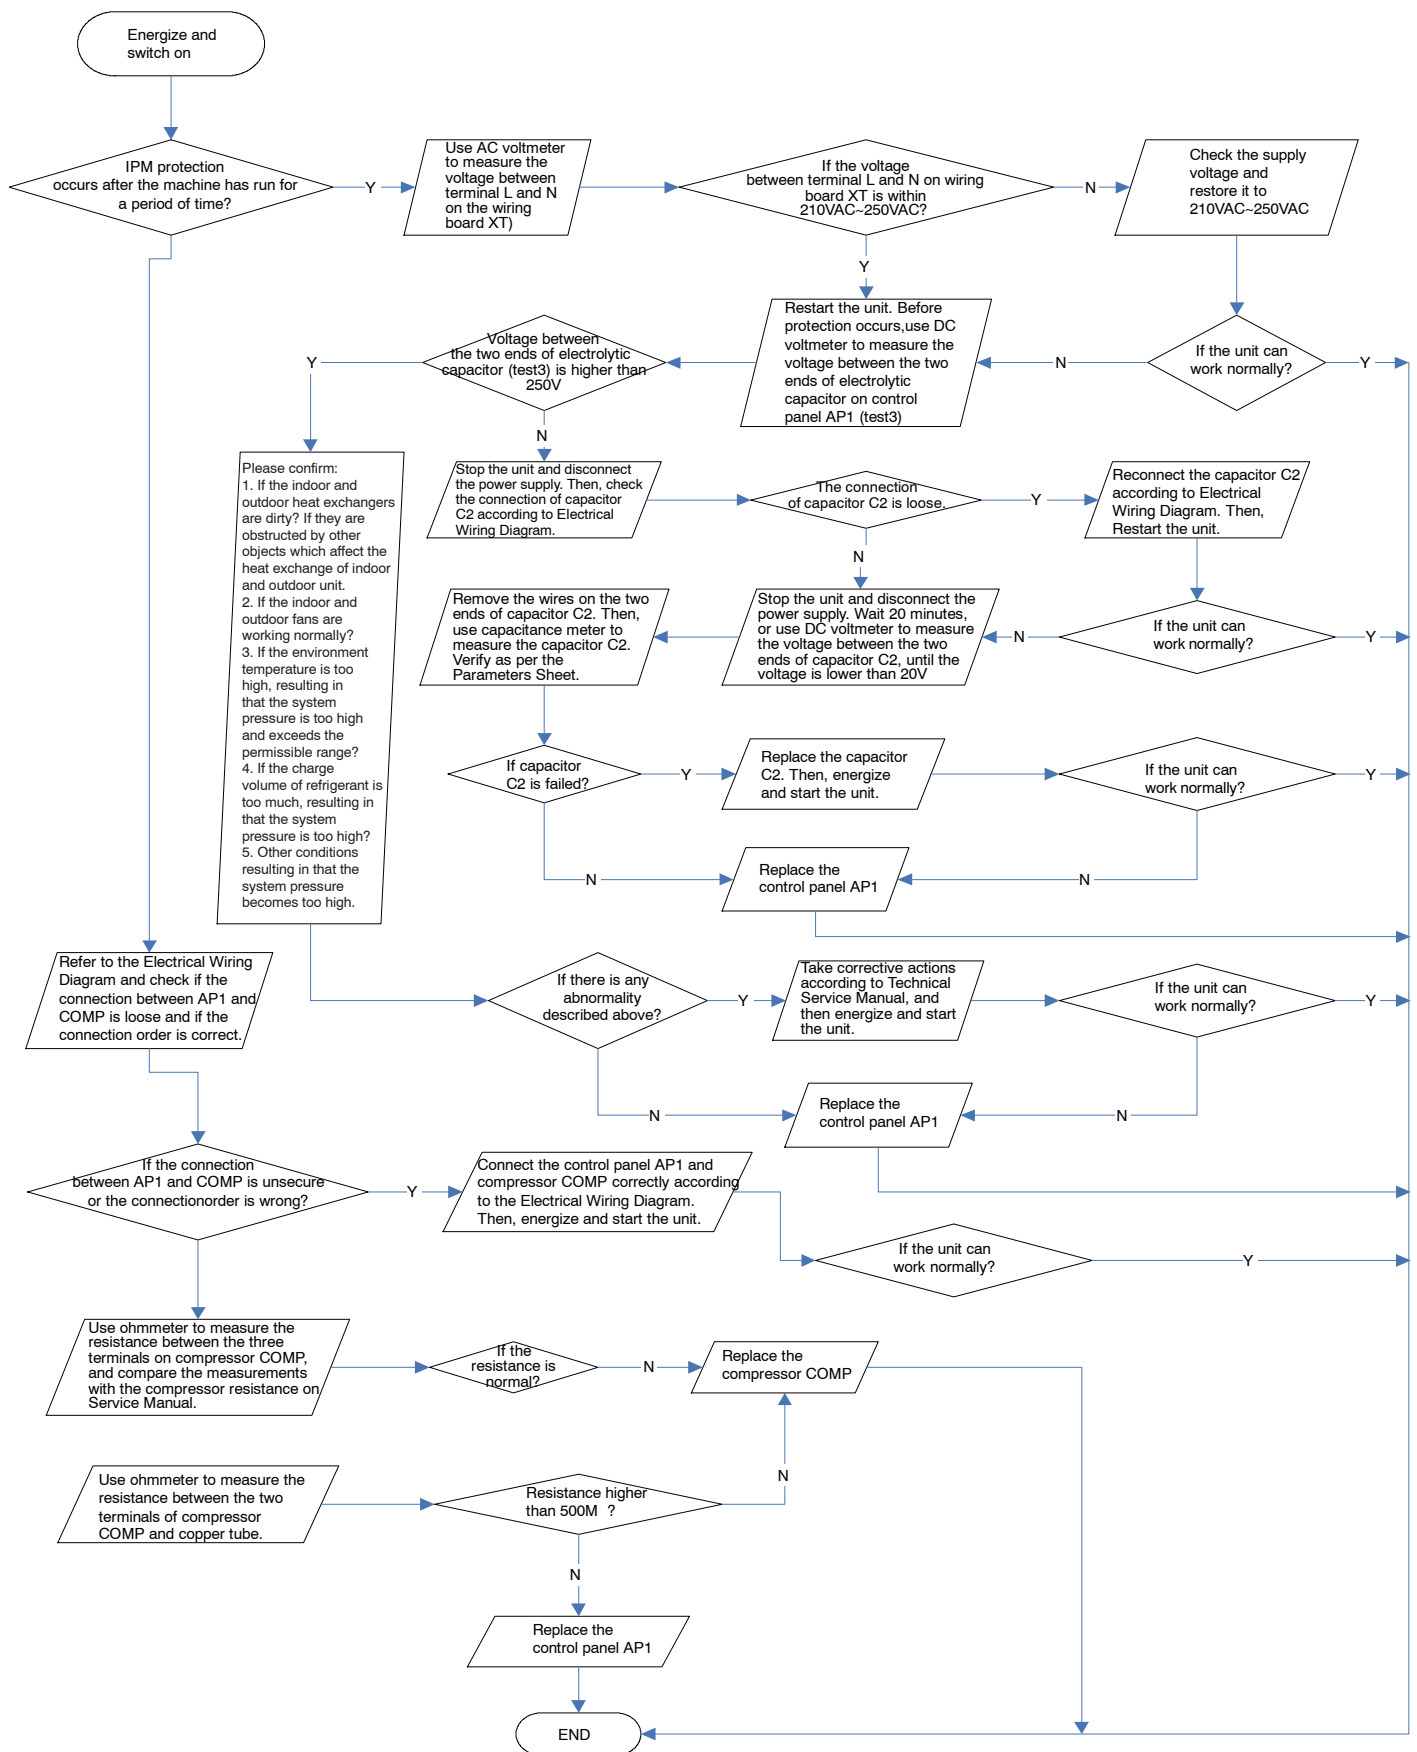 Energize and
switch on
IPM protection
occurs after the machine has run for
a period of time?
Y
Use AC voltmeter
to measure the
voltage between
terminal L and N
on the wiring
board XT)
If the voltage
between terminal L and N on wiring
board XT is within
210VAC~250VAC?
N
Check the supply
voltage and
restore it to
210VAC~250VAC
Y
Restart the unit. Before
protection occurs,use DC
voltmeter to measure the
voltage between the two
ends of electrolytic
capacitor on control
panel AP1 (test3)
If the unit can
work normally?
Y
N
Voltage between
the two ends of electrolytic
capacitor (test3) is higher than
250V
Y
N
Please confirm:
1. If the indoor and
outdoor heat exchangers
are dirty? If they are
obstructed by other
objects which affect the
heat exchange of indoor
and outdoor unit.
2. If the indoor and
outdoor fans are
working normally?
3. If the environment
temperature is too
high, resulting in
that the system
pressure is too high
and exceeds the
permissible range?
4. If the charge
volume of refrigerant is
too much, resulting in
that the system
pressure is too high?
5. Other conditions
resulting in that the
system pressure
becomes too high.
Stop the unit and disconnect
the power supply. Then, check
the connection of capacitor
C2 according to Electrical
Wiring Diagram.
The connection
of capacitor C2 is loose.
Y
Reconnect the capacitor C2
according to Electrical
Wiring Diagram. Then,
Restart the unit.
N
Remove the wires on the two
ends of capacitor C2. Then,
use capacitance meter to
measure the capacitor C2.
Verify as per the
Parameters Sheet.
Stop the unit and disconnect the
power supply. Wait 20 minutes,
or use DC voltmeter to measure
the voltage between the two
ends of capacitor C2, until the
voltage is lower than 20V
N
If the unit can
work normally?
Y
If capacitor
C2 is failed?
Y
Replace the capacitor
C2. Then, energize
and start the unit.
If the unit can
work normally?
Y
N
Replace the
control panel AP1
N
Refer to the Electrical Wiring
Diagram and check if the
connection between AP1 and
COMP is loose and if the
connection order is correct.
If there is any
abnormality
described above?
Y
Take corrective actions
according to Technical
Service Manual, and
then energize and start
the unit.
If the unit can
work normally?
Y
N
Replace the
control panel AP1
N
If the connection
between AP1 and COMP is unsecure
or the connectionorder is wrong?
Y
Connect the control panel AP1 and
compressor COMP correctly according
to the Electrical Wiring Diagram.
Then, energize and start the unit.
If the unit can
work normally?
Y
Use ohmmeter to measure the
resistance between the three
terminals on compressor COMP,
and compare the measurements
with the compressor resistance on
Service Manual.
If the
resistance is
normal?
N
Replace the
compressor COMP
N
Use ohmmeter to measure the
resistance between the two
terminals of compressor
COMP and copper tube.
Resistance higher
than 500M ?
N
Replace the
control panel AP1
END